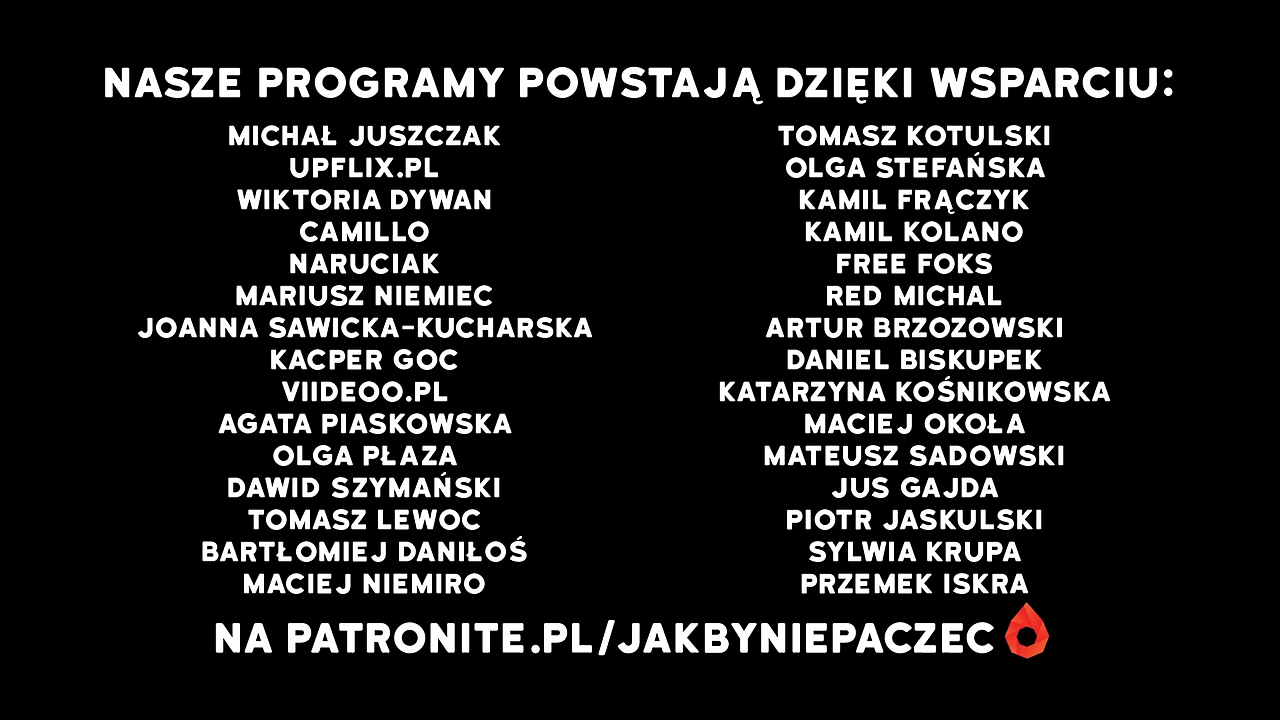 NASZE PROGRAMY POWSTAJĄ DZIĘKI WSPARCIU:
MICHAŁ JUSZCZAK
UPFLIX.PL
WIKTORIA DYWAN
CAMILLO
NARUCIAK
MARIUSZ NIEMIEC
JOANNA SAWICKA-KUCHARSKA
KACPER GOC
VIIDEOO.PL
AGATA PIASKOWSKA
OLGA PŁAZA
DAWID SZYMAŃSKI
TOMASZ LEWOC
BARTŁOMIEJ DANIŁOŚ
MACIEJ NIEMIRO
TOMASZ KOTULSKI
OLGA STEFAŃSKA
KAMIL FRĄCZYK
KAMIL KOLANO
FREE FOKS
RED MICHAL
ARTUR BRZOZOWSKI
DANIEL BISKUPEK
KATARZYNA KOŚNIKOWSKA
MACIEJ OKOŁA
MATEUSZ SADOWSKI
JUS GAJDA
PIOTR JASKULSKI
SYLWIA KRUPA
PRZEMEK ISKRA
NA PATRONITE.PL/JAKBYNIEPACZEC